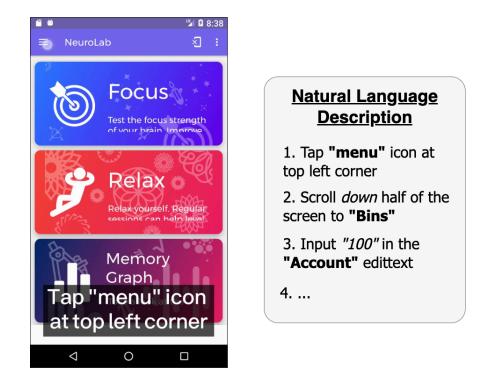 8:38
NeuroLab
Focus
Test the focus strength
of your brain. Improve
Relax
Relax yourself. Regular
sessions can help level
Memory
Graph
Tap "menu" icon
at top left corner
Natural Language
Description
1. Tap "menu" icon at
top left corner
2. Scroll down half of the
screen to "Bins"
3. Input "100" in the
"Account" edittext
4. ...